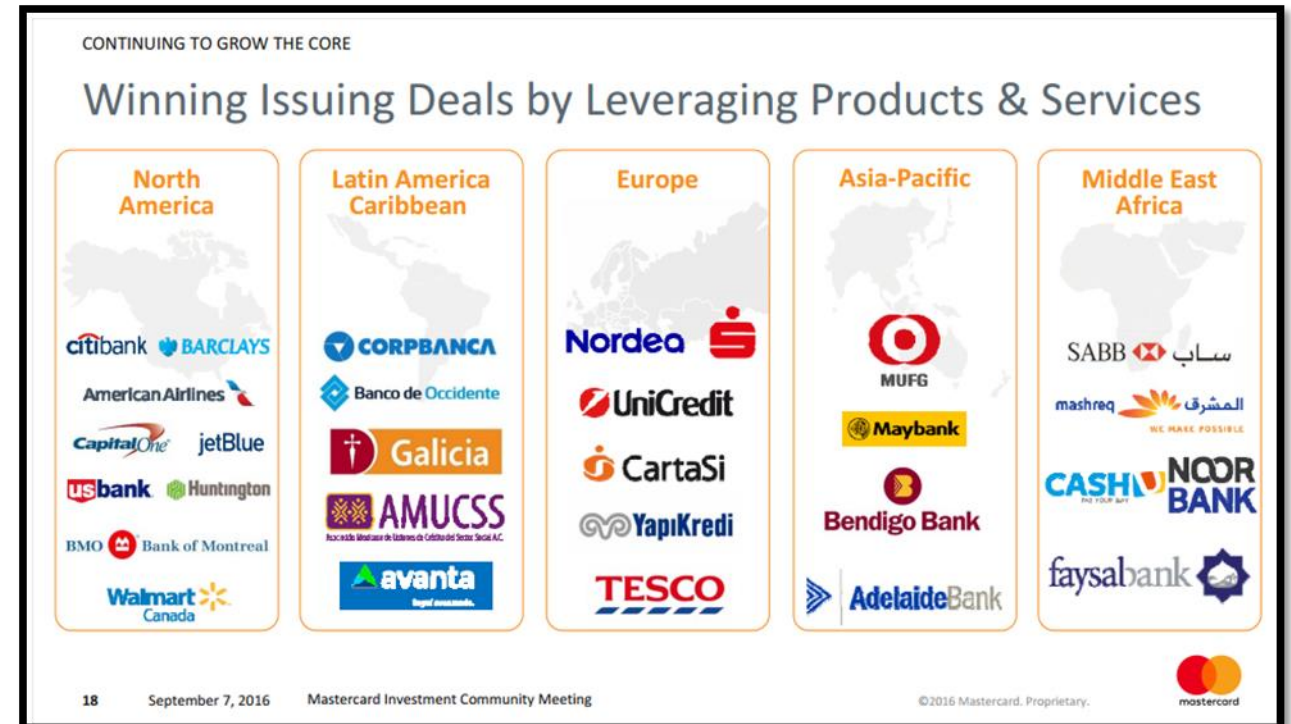 CONTINUING TO GROW THE CORE
Winning Issuing Deals by Leveraging Products & Services
North
America
citibank BARCLAYS
American Airlines
Capital One jetBlue
usbank Huntington
BMO Bank of Montreal
Walmart
Canada
Latin America
Caribbean
CORPBANCA
Banco de Occidente
Galicia
AMUCSS
avanta
Europe
Nordea
UniCredit
CartaSi
YapıKredi
TESCO
Asia-Pacific
MUFG
Maybank
Bendigo Bank
AdelaideBank
Middle East
Africa
SABB ساب
mashreq المشرق
WE MAKE POSSIBLE
CASHU NOOR
BANK
faysalbank
18 September 7, 2016 Mastercard Investment Community Meeting ©2016 Mastercard. Proprietary.
mastercard